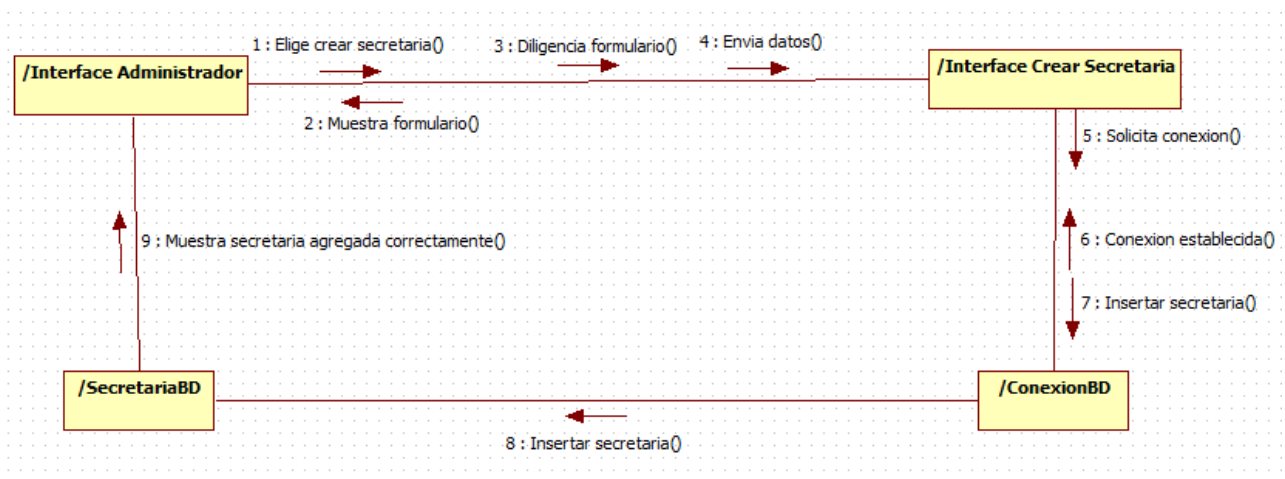 1 : Elige crear secretaria()
3 : Diligencia formulario()
4 : Envia datos()
/Interface Administrador
/Interface Crear Secretaria
2 : Muestra formulario()
5 : Solicita conexion()
9 : Muestra secretaria agregada correctamente()
6 : Conexion establecida()
7 : Insertar secretaria()
/SecretariaBD
/ConexionBD
8 : Insertar secretaria()